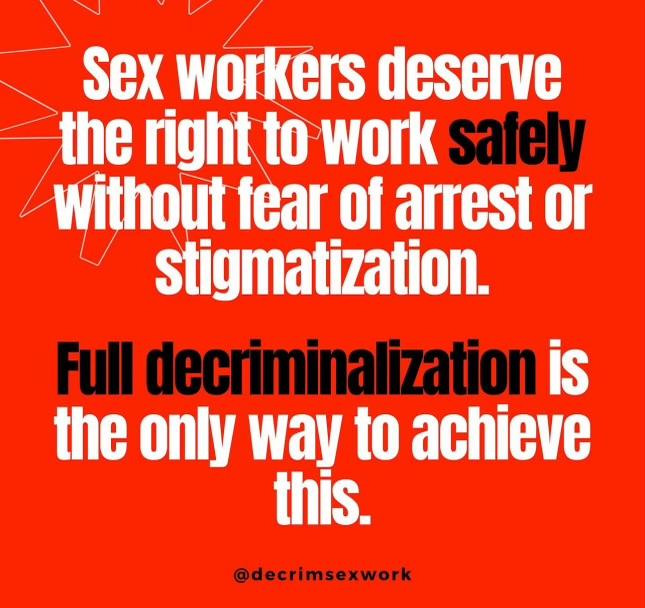 Sex workers deserve
the right to work safely
without fear of arrest or
stigmatization.
Full decriminalization is
the only way to achieve
this.
@decrimsexwork